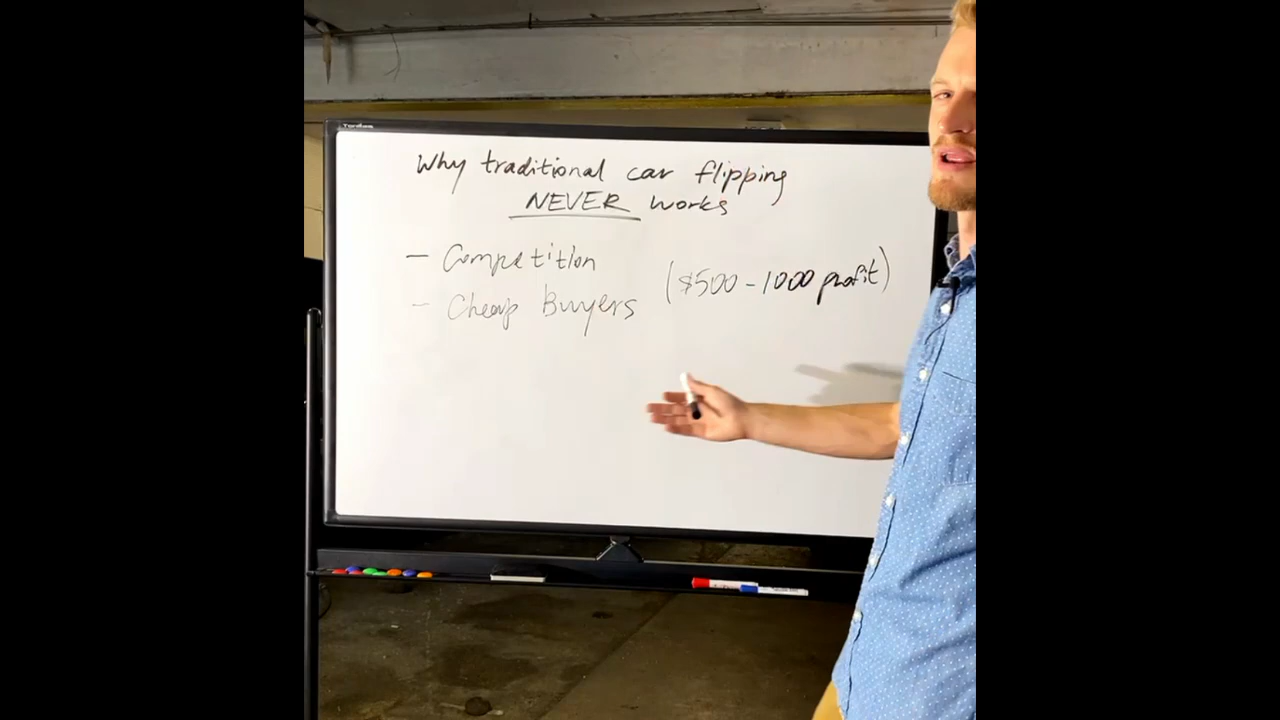 Why traditional car flipping
NEVER works
- Competition
($500 - 1000 profit)
- Cheap Buyers